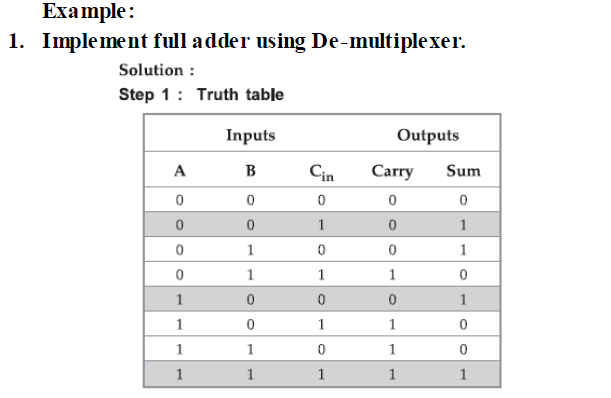 Example:
1. Implement full adder using De-multiplexer.
Solution :
Step 1 : Truth table
Inputs Outputs
A B Cin Carry Sum
0 0 0 0 0
0 0 1 0 1
0 1 0 0 1
0 1 1 1 0
1 0 0 0 1
1 0 1 1 0
1 1 0 1 0
1 1 1 1 1